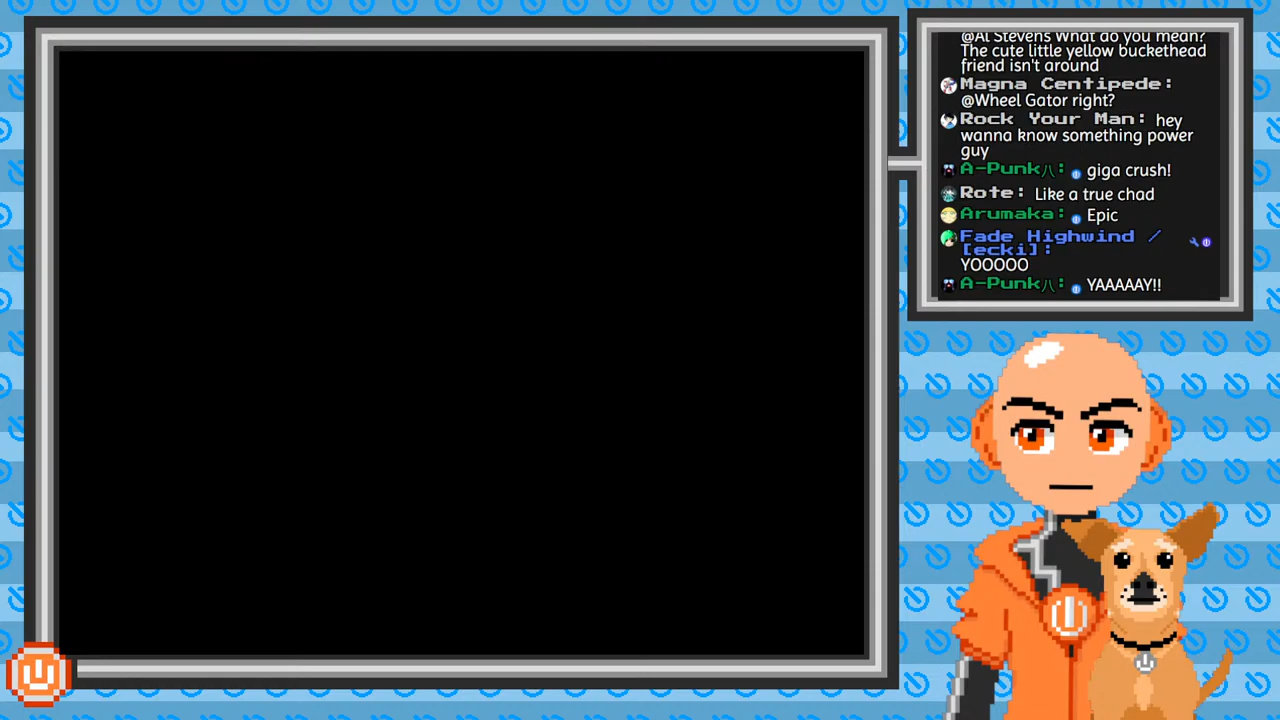 @Al Stevens What do you mean?
The cute little yellow buckethead
friend isn't around
Magna Centipede:
@Wheel Gator right?
Rock Your Man: hey
wanna know something power
guy
A-Punk八: giga crush!
Rote: Like a true chad
Arumaka: Epic
Fade Highwind /
[ecki]:
YOOOOO
A-Punk八: YAAAAY!!